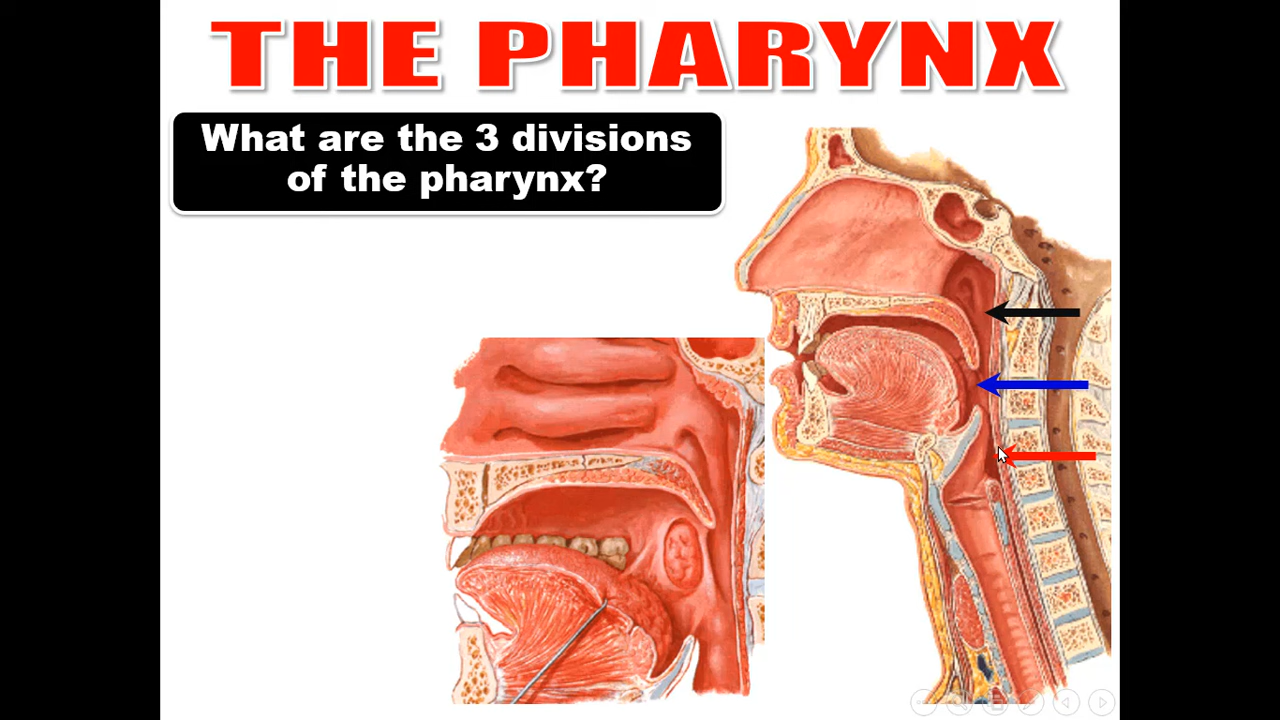 THE PHARYNX
What are the 3 divisions
of the pharynx?